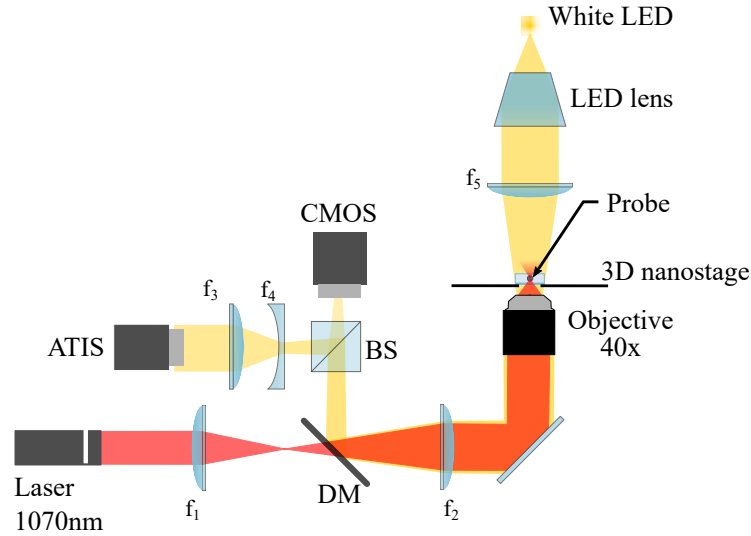 White LED
LED lens
f5
Probe
CMOS
3D nanostage
f3
f4
Objective
40x
ATIS
BS
DM
Laser
1070nm
f1
f2